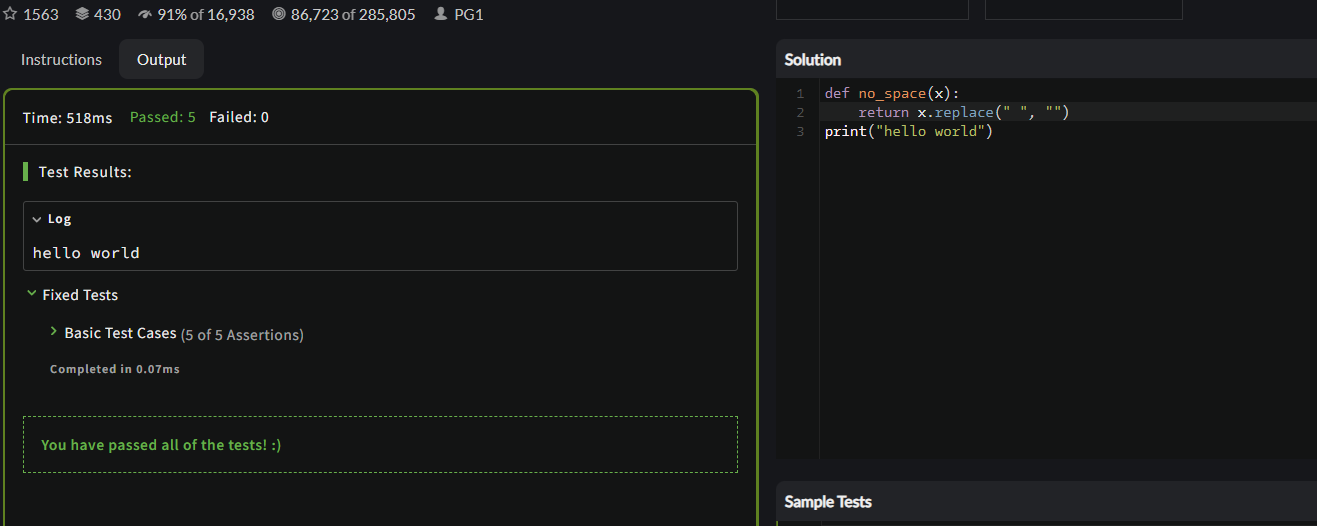 1563 430 91% of 16,938 86,723 of 285,805 PG1
Instructions Output
Time: 518ms Passed: 5 Failed: 0
Test Results:
Log
hello world
Fixed Tests
Basic Test Cases (5 of 5 Assertions)
Completed in 0.07ms
You have passed all of the tests! :)
Solution
1 def no_space(x):
2     return x.replace(" ", "")
3 print("hello world")
Sample Tests